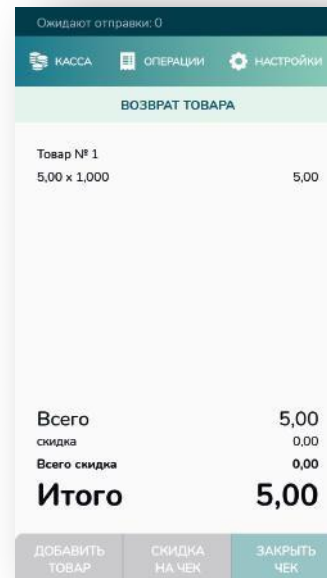 Ожидают отправки: 0
КАССА ОПЕРАЦИИ НАСТРОЙКИ
ВОЗВРАТ ТОВАРА
Товар № 1
5,00 x 1,000 5,00
Всего 5,00
скидка 0,00
Всего скидка 0,00
Итого 5,00
ДОБАВИТЬ ТОВАР СКИДКА НА ЧЕК ЗАКРЫТЬ ЧЕК